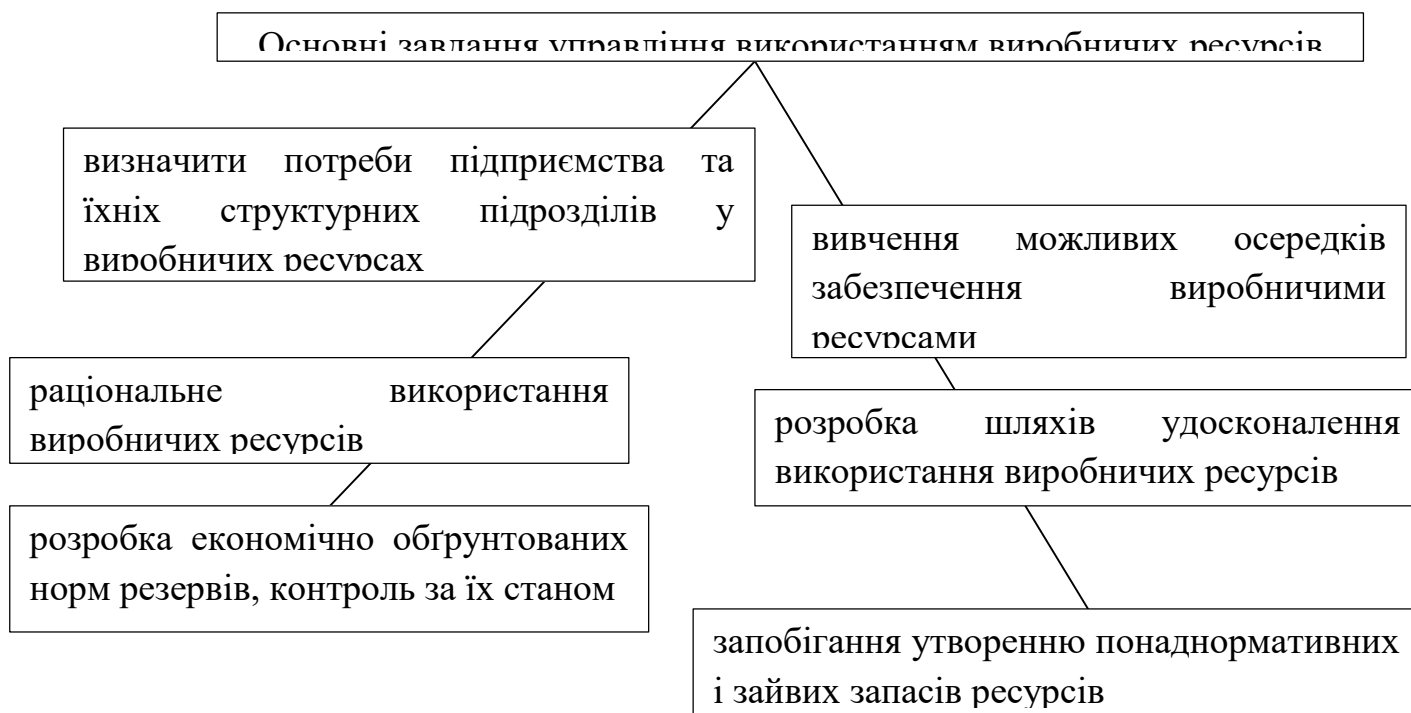 Основні завдання управління використанням виробничих ресурсів
визначити потреби підприємства та
їхніх структурних підрозділів у
виробничих ресурсах
вивчення можливих осередків
забезпечення виробничими
ресурсами
раціональне використання
виробничих ресурсів
розробка шляхів удосконалення
використання виробничих ресурсів
розробка економічно обґрунтованих
норм резервів, контроль за їх станом
запобігання утворенню понаднормативних
і зайвих запасів ресурсів